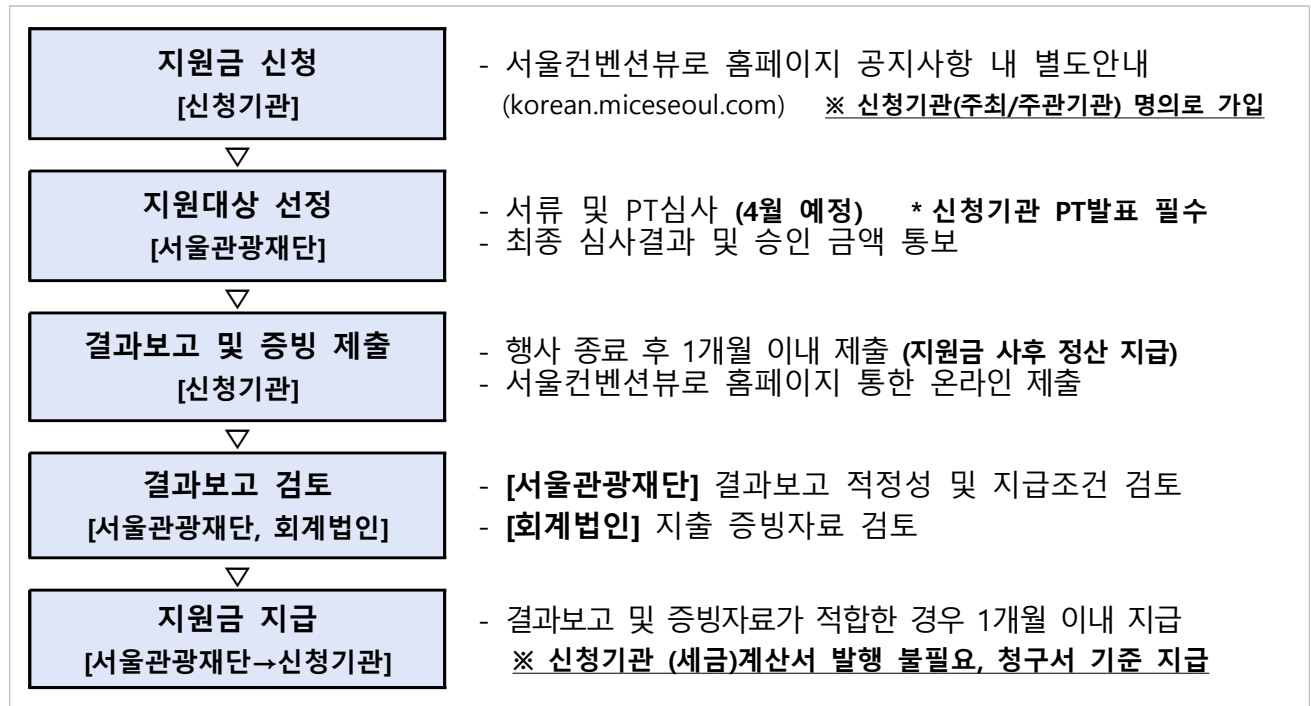 지원금 신청
[신청기관]
- 서울컨벤션뷰로 홈페이지 공지사항 내 별도안내
(korean.miceseoul.com) ※ 신청기관(주최/주관기관) 명의로 가입
▽
지원대상 선정
[서울관광재단]
- 서류 및 PT심사 (4월 예정) * 신청기관 PT발표 필수
- 최종 심사결과 및 승인 금액 통보
▽
결과보고 및 증빙 제출
[신청기관]
- 행사 종료 후 1개월 이내 제출 (지원금 사후 정산 지급)
- 서울컨벤션뷰로 홈페이지 통한 온라인 제출
▽
결과보고 검토
[서울관광재단, 회계법인]
- [서울관광재단] 결과보고 적정성 및 지급조건 검토
- [회계법인] 지출 증빙자료 검토
▽
지원금 지급
[서울관광재단→신청기관]
- 결과보고 및 증빙자료가 적합한 경우 1개월 이내 지급
※ 신청기관 (세금)계산서 발행 불필요, 청구서 기준 지급